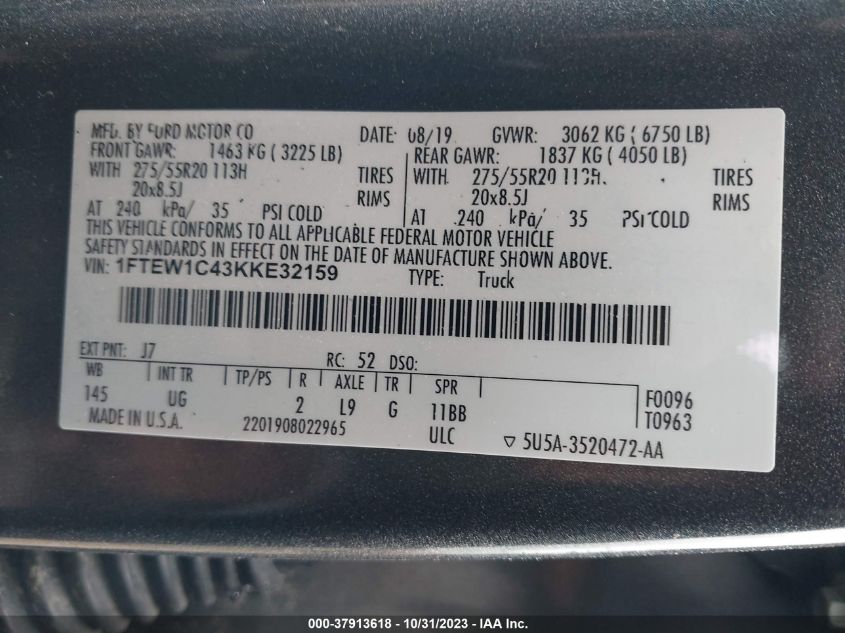 MFD. BY FORD MOTOR CO DATE: 08/19 GVWR: 3062 KG ( 6750 LB)
FRONT GAWR: 1463 KG ( 3225 LB) REAR GAWR: 1837 KG ( 4050 LB)
WITH 275/55R20 113H TIRES WITH 275/55R20 113H. TIRES
20x8.5J RIMS 20x8.5J RIMS
AT 240 kPa/ 35 PSI COLD AT 240 kPa/ 35 PSI COLD
THIS VEHICLE CONFORMS TO ALL APPLICABLE FEDERAL MOTOR VEHICLE
SAFETY STANDARDS IN EFFECT ON THE DATE OF MANUFACTURE SHOWN ABOVE.
VIN: 1FTEW1C43KKE32159 TYPE: Truck
EXT PNT: J7 RC: 52 DSO:
WB INT TR TP/PS R AXLE TR SPR F0096
145 UG 2 L9 G 11BB T0963
MADE IN U.S.A. 2201908022965 ULC ▽ 5U5A-3520472-AA
000-37913618 - 10/31/2023 - IAA Inc.